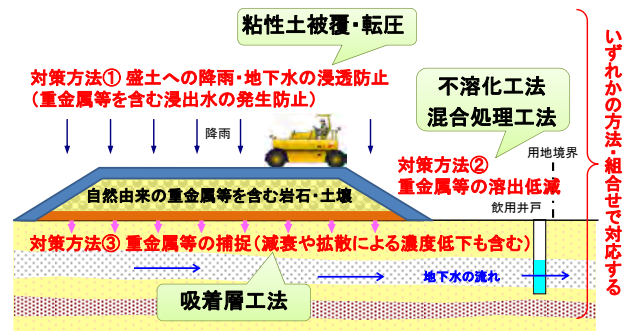 粘性土被覆・転圧
対策方法① 盛土への降雨・地下水の浸透防止
(重金属等を含む浸出水の発生防止)
降雨
不溶化工法
混合処理工法
用地境界
対策方法②
重金属等の溶出低減
飲用井戸
自然由来の重金属等を含む岩石・土壌
対策方法③ 重金属等の捕捉(減衰や拡散による濃度低下も含む)
地下水の流れ
吸着層工法
いずれかの方法・組合せで対応する